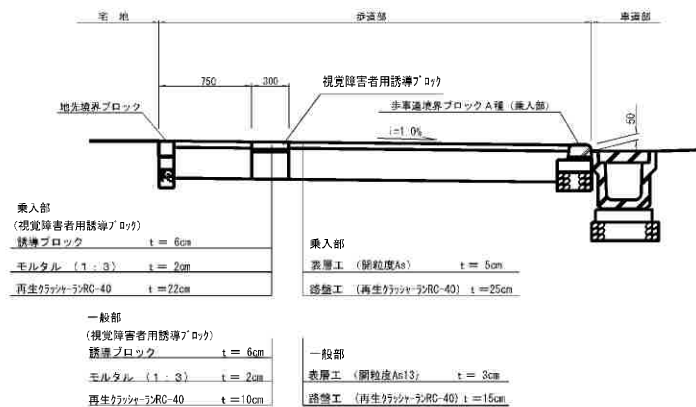 宅 地
歩道部
車道部
750
300
視覚障害者用誘導ブロック
地先境界ブロック
歩車道境界ブロックA種 (乗入部)
50
i=1.0%
乗入部
(視覚障害者用誘導ブロック)
誘導ブロック t = 6cm
モルタル (1 : 3) t = 2cm
再生クラッシャーランRC-40 t =22cm
乗入部
表層工 (開粒度As) t = 5cm
路盤工 (再生クラッシャーランRC-40) t =25cm
一般部
(視覚障害者用誘導ブロック)
誘導ブロック t = 6cm
モルタル (1 : 3) t = 2cm
再生クラッシャーランRC-40 t =10cm
一般部
表層工 (開粒度As13) t = 3cm
路盤工 (再生クラッシャーランRC-40) t =15cm